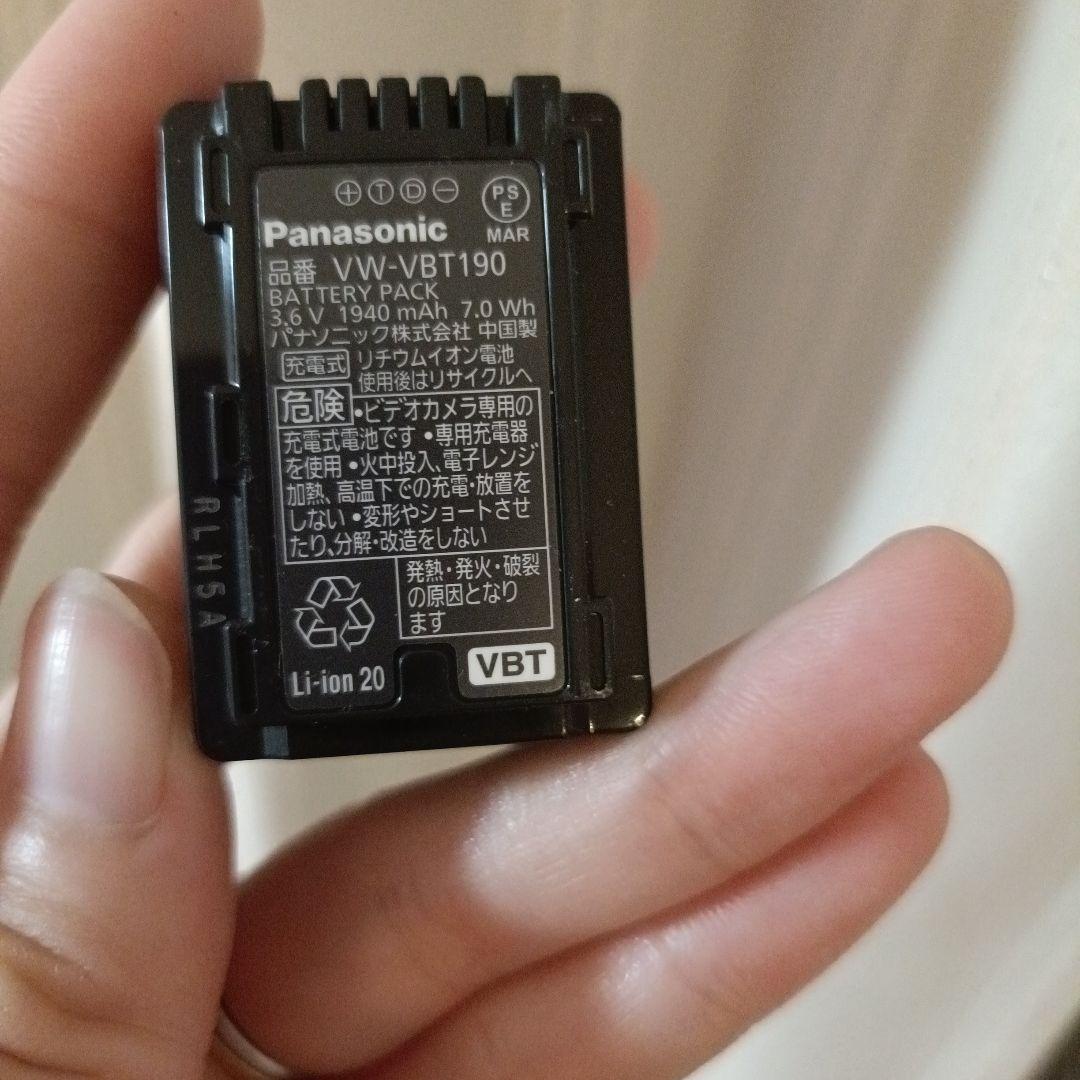 ⊕ Ⓣ Ⓓ ⊖
PS
E
Panasonic MAR
品番 VW-VBT190
BATTERY PACK
3.6 V 1940 mAh 7.0 Wh
パナソニック株式会社 中国製
充電式 リチウムイオン電池
使用後はリサイクルへ
危険 •ビデオカメラ専用の
充電式電池です •専用充電器
を使用 •火中投入、電子レンジ
加熱、高温下での充電・放置を
しない •変形やショートさせ
たり、分解・改造をしない
発熱・発火・破裂
の原因となり
ます
Li-ion 20
VBT
RLH5A